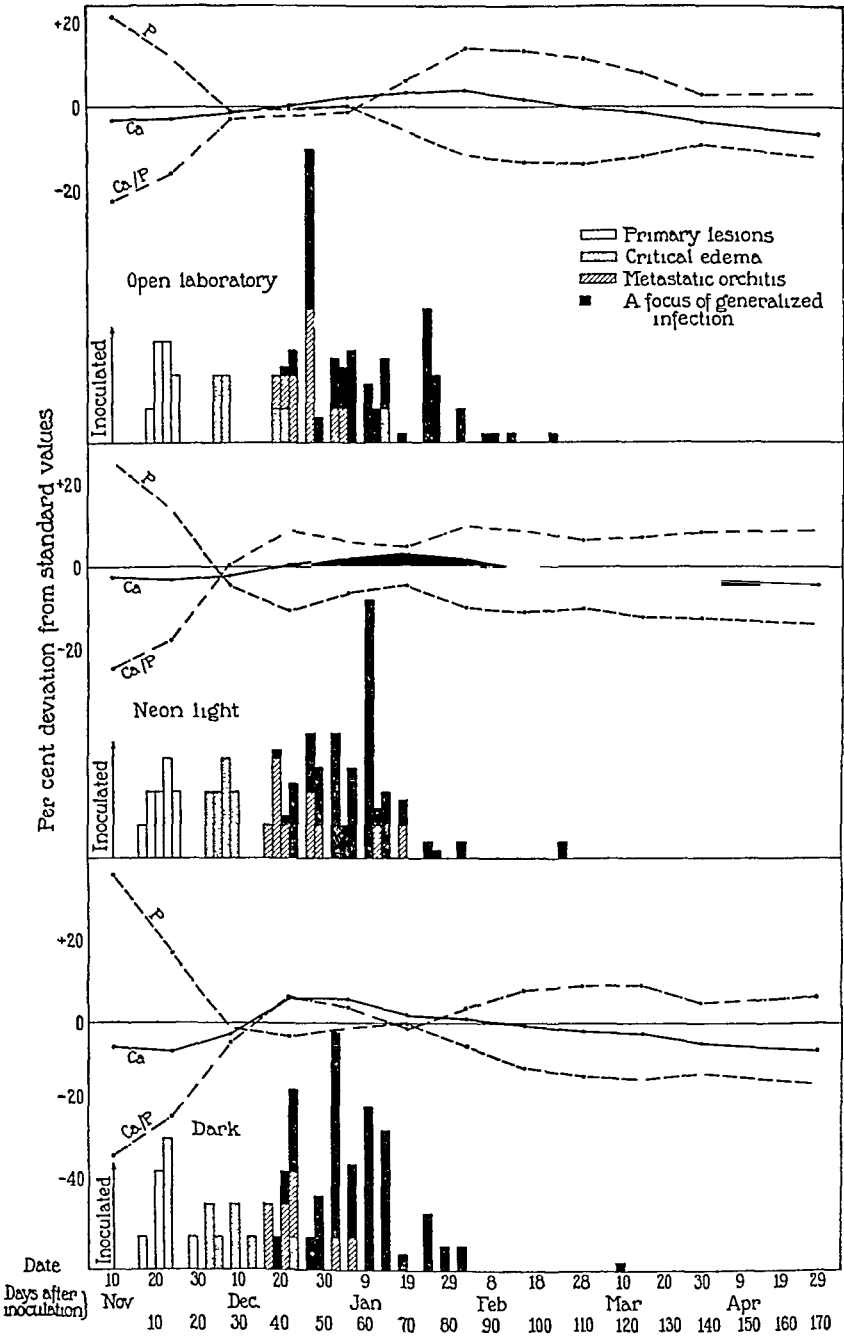 Per cent deviation from standard values
+20
P
0
Ca
Ca/P
-20
Open laboratory
Primary lesions
Critical edema
Metastatic orchitis
A focus of generalized
infection
Inoculated
+20
P
0
Ca
Ca/P
-20
Neon light
Inoculated
+20
P
0
Ca
-20
Ca/P
Dark
-40
Inoculated
Date
10 20 30 10 20 30 9 19 29 8 18 28 10 20 30 9 19 29
Days after
inoculation}
Nov Dec. Jan Feb Mar Apr
10 20 30 40 50 60 70 80 90 100 110 120 130 140 150 160 170